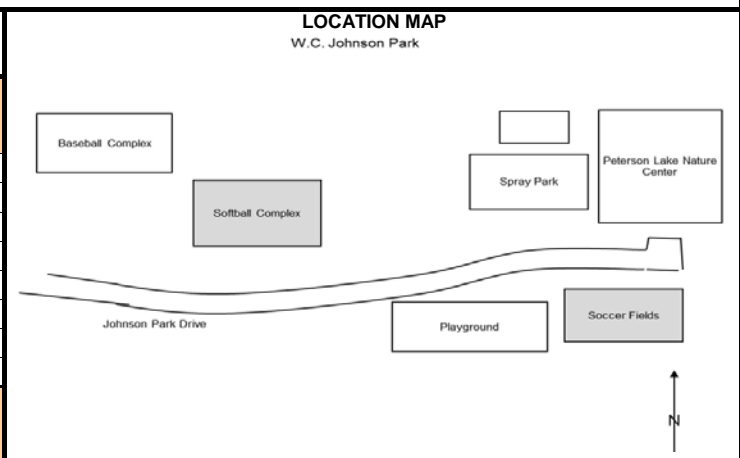 LOCATION MAP
W.C. Johnson Park
Baseball Complex
Softball Complex
Spray Park
Peterson Lake Nature
Center
Johnson Park Drive
Playground
Soccer Fields
N